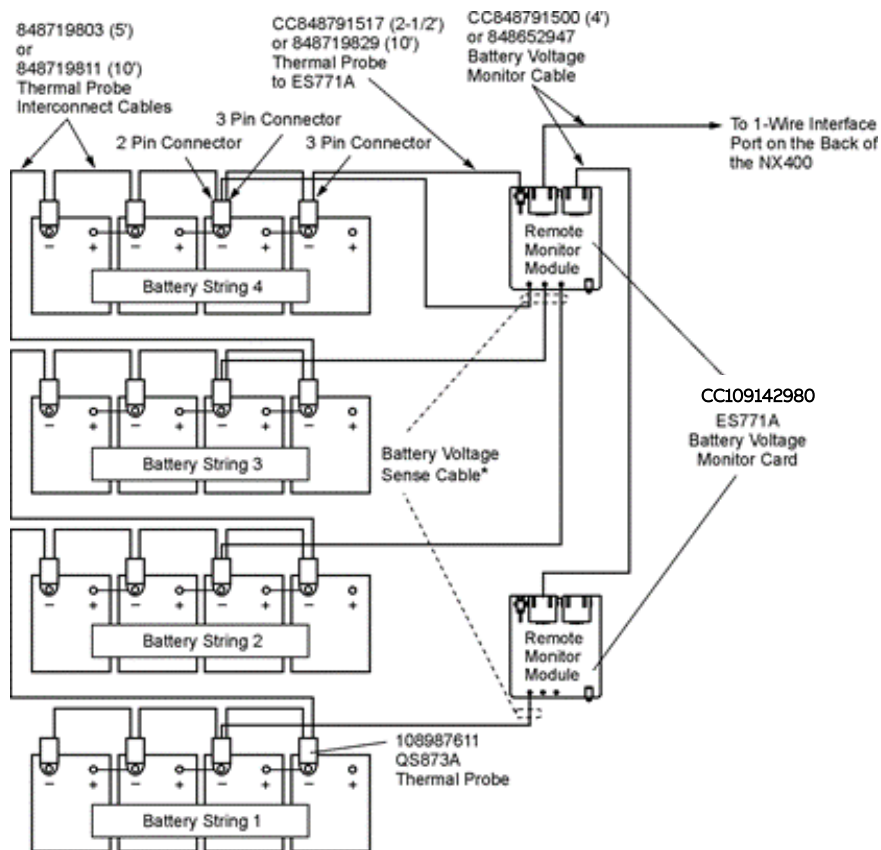 848719803 (5')
or
848719811 (10')
Thermal Probe
Interconnect Cables
CC848791517 (2-1/2')
or 848719829 (10')
Thermal Probe
to ES771A
CC848791500 (4')
or 848652947
Battery Voltage
Monitor Cable
2 Pin Connector
3 Pin Connector
3 Pin Connector
To 1-Wire Interface
Port on the Back of
the NX400
− + − + − + − +
Battery String 4
Remote
Monitor
Module
− + − + − + − +
Battery String 3
Battery Voltage
Sense Cable*
CC109142980
ES771A
Battery Voltage
Monitor Card
− + − + − + − +
Battery String 2
Remote
Monitor
Module
− + − + − + − +
Battery String 1
108987611
QS873A
Thermal Probe